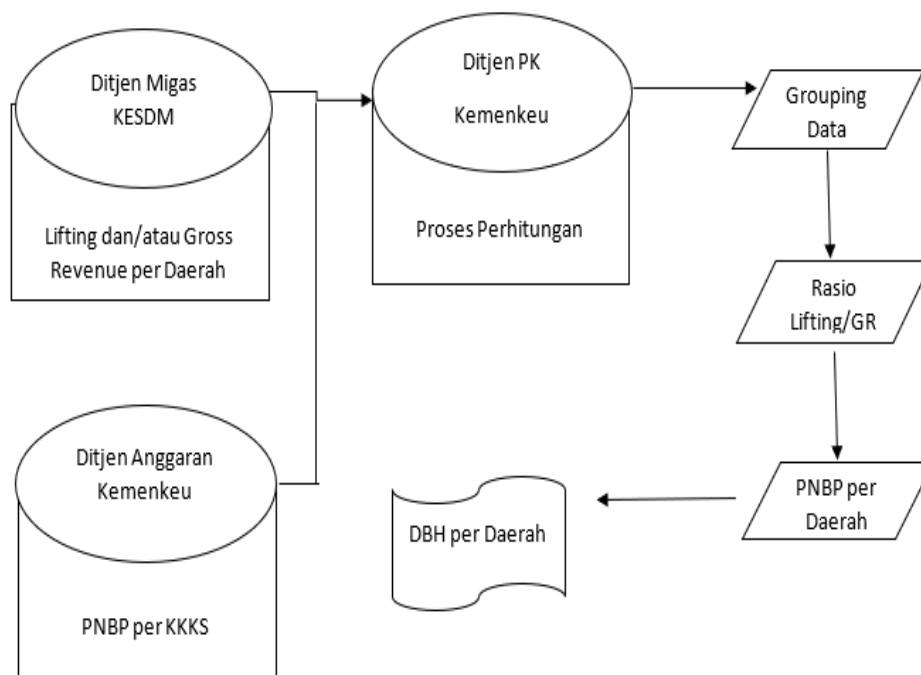 Ditjen Migas
KESDM
Lifting dan/atau Gross
Revenue per Daerah
Ditjen PK
Kemenkeu
Proses Perhitungan
Grouping
Data
Rasio
Lifting/GR
PNBP per
Daerah
DBH per Daerah
Ditjen Anggaran
Kemenkeu
PNBP per KKKS